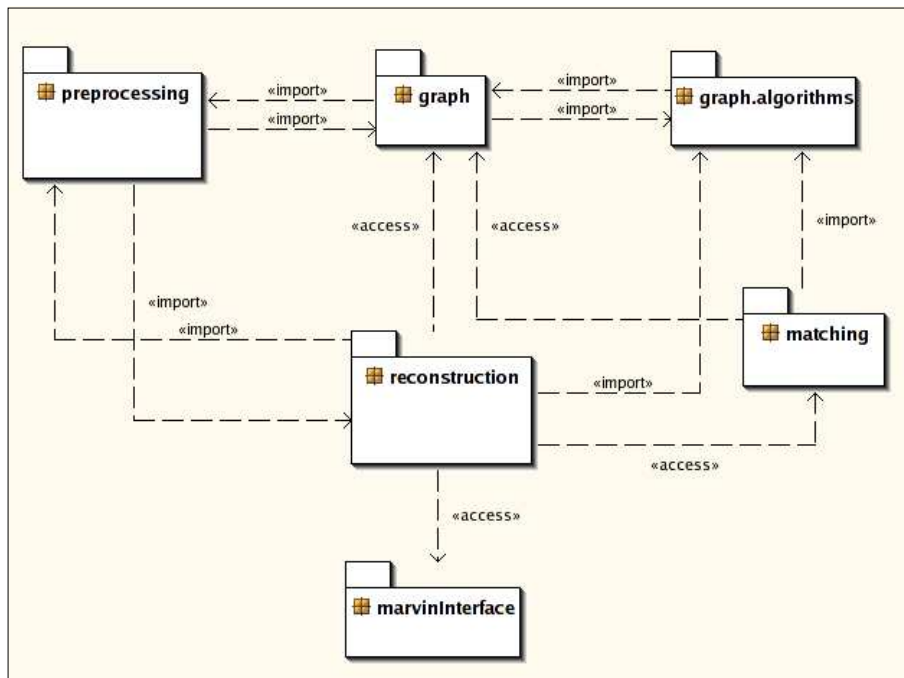 preprocessing
«import»
graph
«import»
graph.algorithms
«import»
«import»
«access»
«access»
«import»
«import»
«import»
matching
reconstruction
«import»
«access»
«access»
marvinInterface